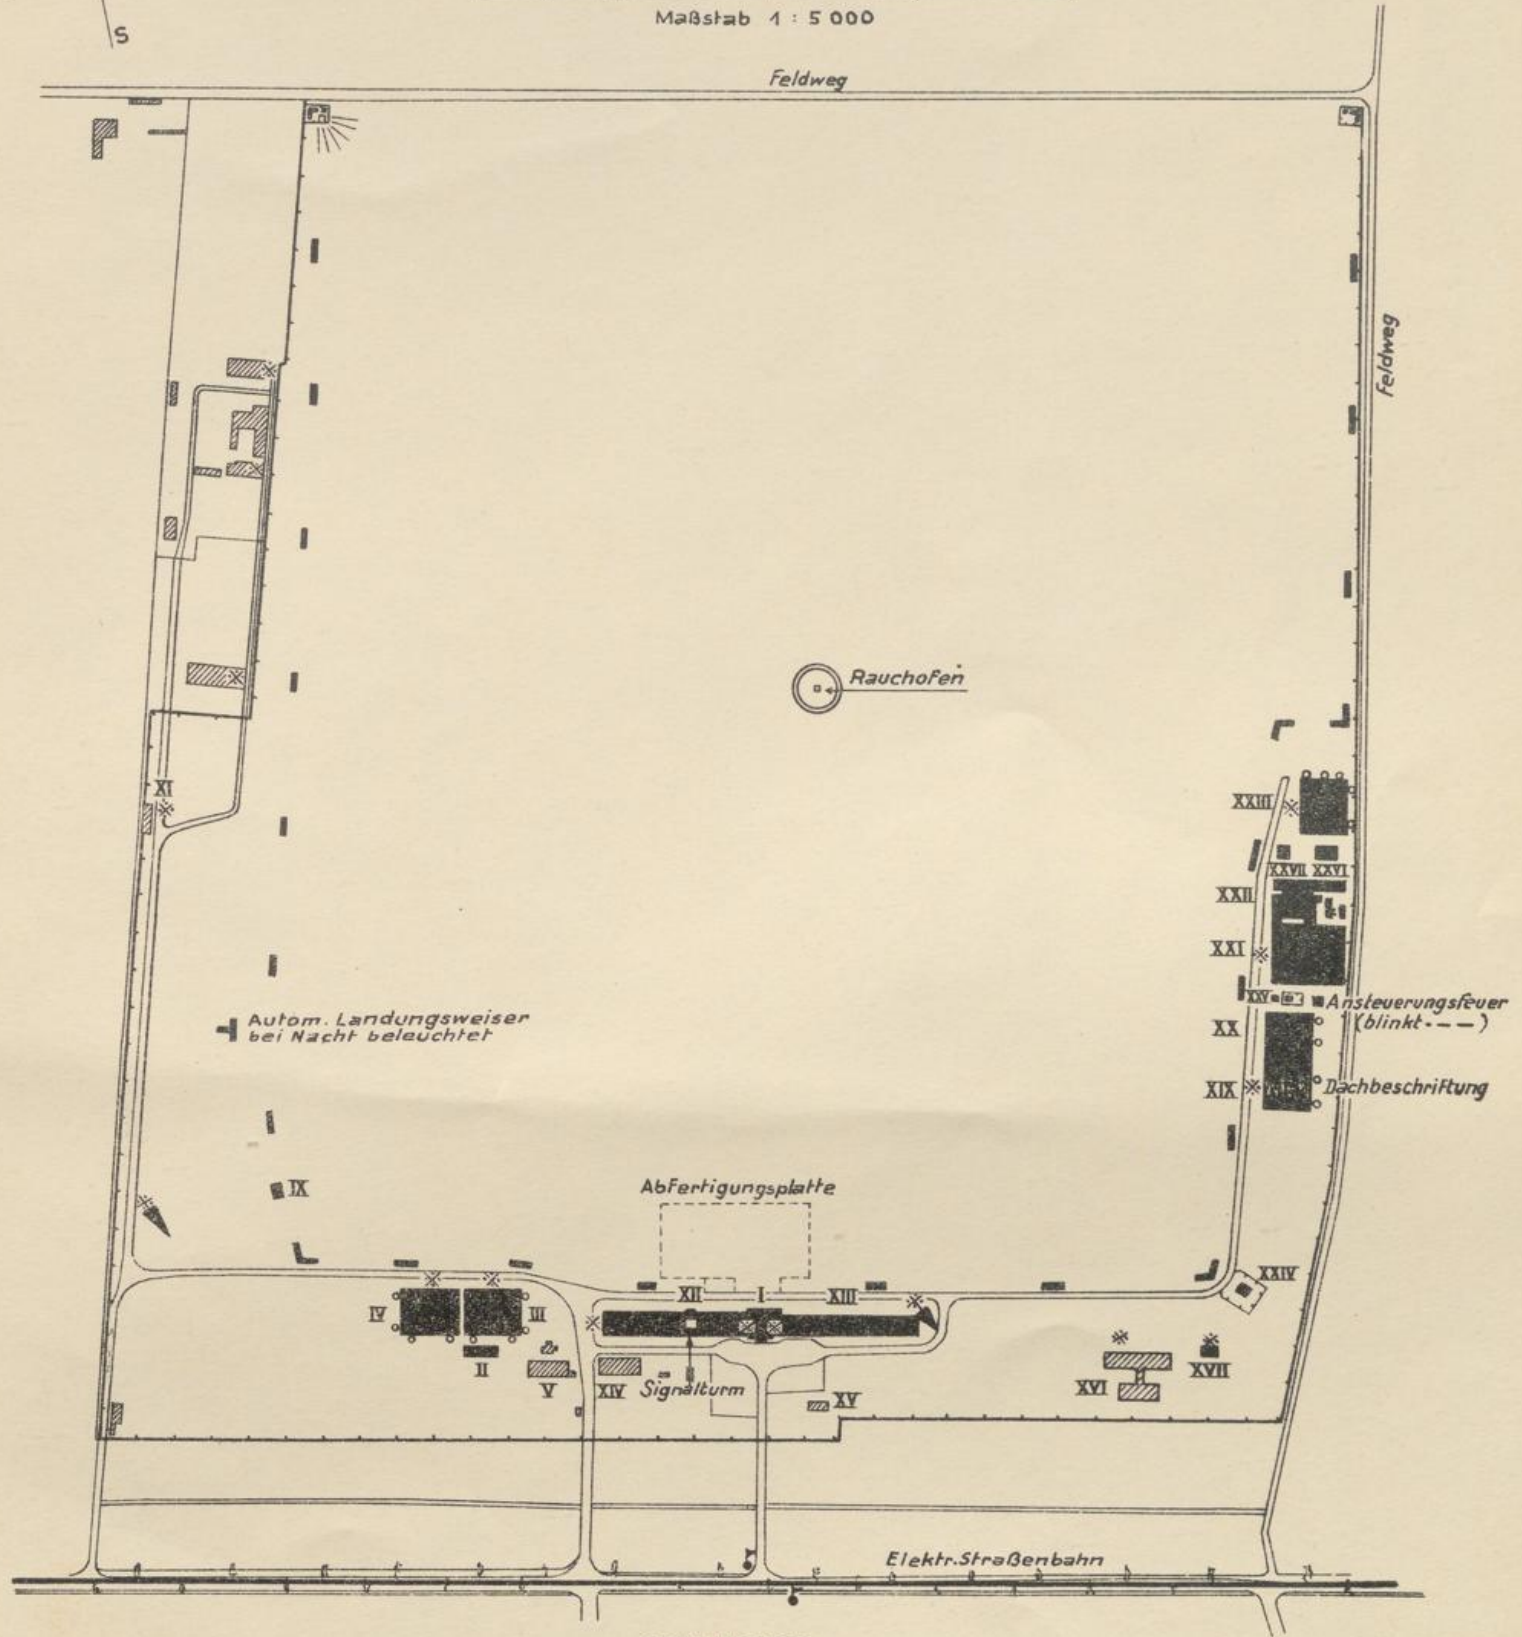 Maßstab 1 : 5 000
S
Feldweg
Feldweg
Rauchofen
XI
XXIII
XXVII XXVI
XXII
XXI
XXV
Ansteuerungsfeuer
(blinkt · – – –)
Autom. Landungsweiser
bei Nacht beleuchtet
XX
XIX
Dachbeschriftung
IX
Abfertigungsplatte
XXIV
XII I XIII
IV III
II
V
XIV
Signalturm
XV
XVI
XVII
Elektr. Straßenbahn